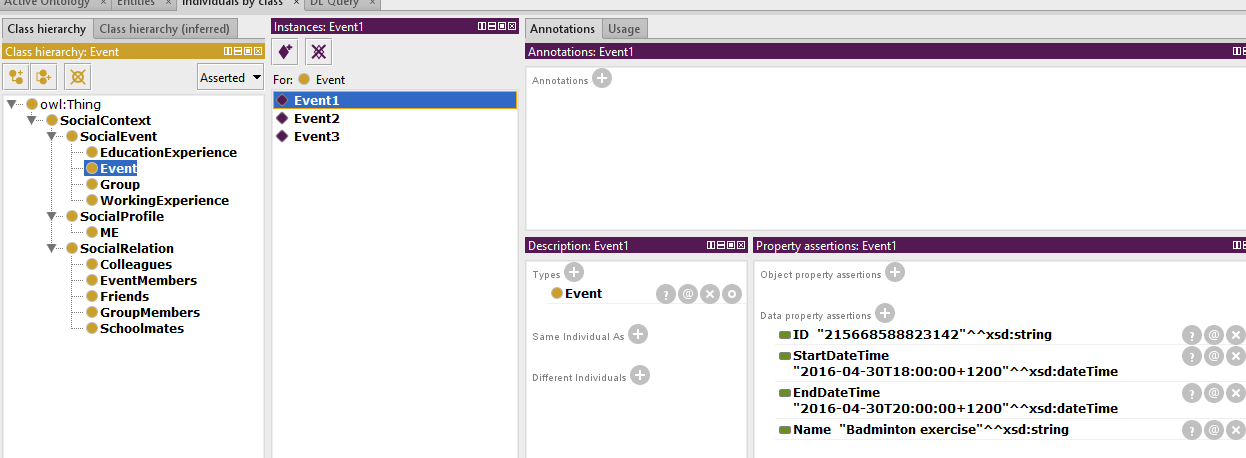 Active Ontology × Entities × Individuals by class × DL Query ×
Class hierarchy Class hierarchy (inferred)
Class hierarchy: Event
Asserted
owl:Thing
SocialContext
SocialEvent
EducationExperience
Event
Group
WorkingExperience
SocialProfile
ME
SocialRelation
Colleagues
EventMembers
Friends
GroupMembers
Schoolmates
Instances: Event1
For: Event
Event1
Event2
Event3
Annotations Usage
Annotations: Event1
Annotations
Description: Event1
Types
Event
Same Individual As
Different Individuals
Property assertions: Event1
Object property assertions
Data property assertions
ID "215668588823142"^^xsd:string
StartDateTime
"2016-04-30T18:00:00+1200"^^xsd:dateTime
EndDateTime
"2016-04-30T20:00:00+1200"^^xsd:dateTime
Name "Badminton exercise"^^xsd:string